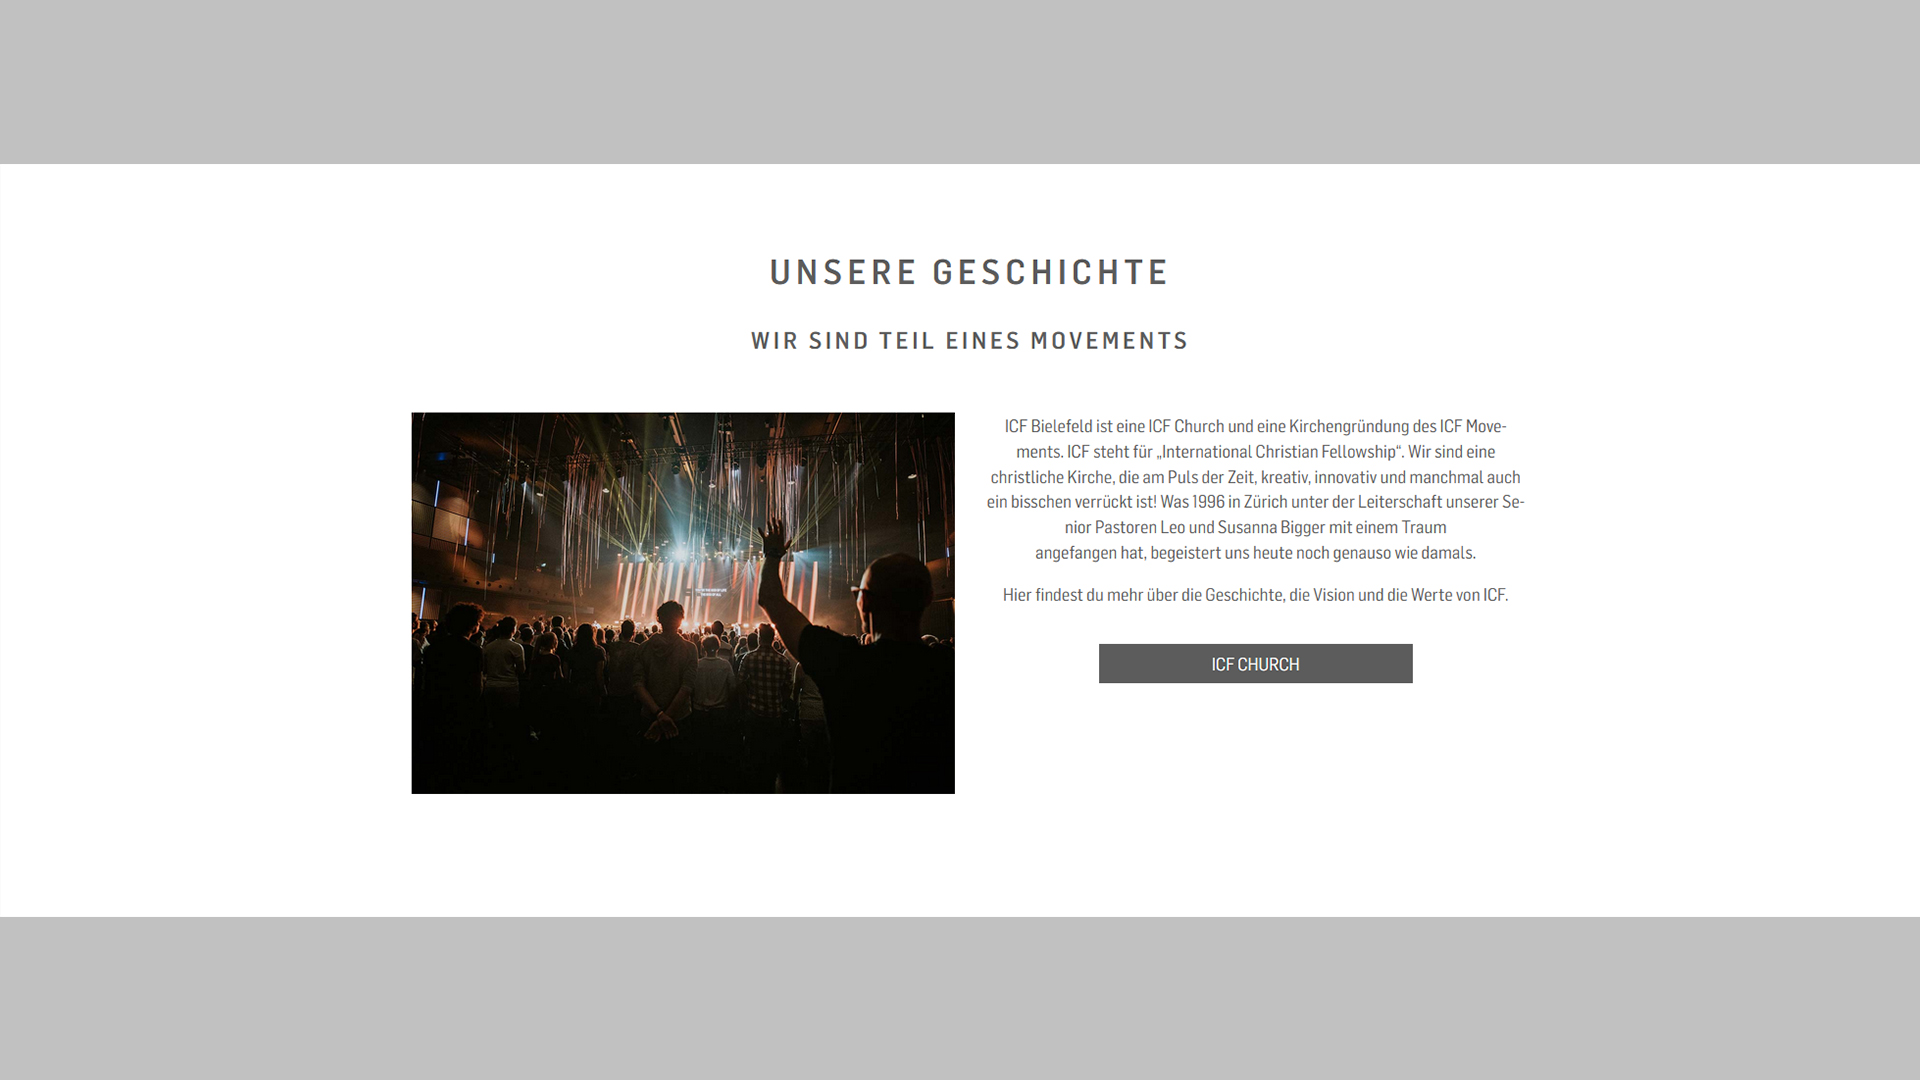 UNSERE GESCHICHTE
WIR SIND TEIL EINES MOVEMENTS
ICF Bielefeld ist eine ICF Church und eine Kirchengründung des ICF Move-
ments. ICF steht für „International Christian Fellowship“. Wir sind eine
christliche Kirche, die am Puls der Zeit, kreativ, innovativ und manchmal auch
ein bisschen verrückt ist! Was 1996 in Zürich unter der Leiterschaft unserer Se-
nior Pastoren Leo und Susanna Bigger mit einem Traum
angefangen hat, begeistert uns heute noch genauso wie damals.
Hier findest du mehr über die Geschichte, die Vision und die Werte von ICF.
ICF CHURCH